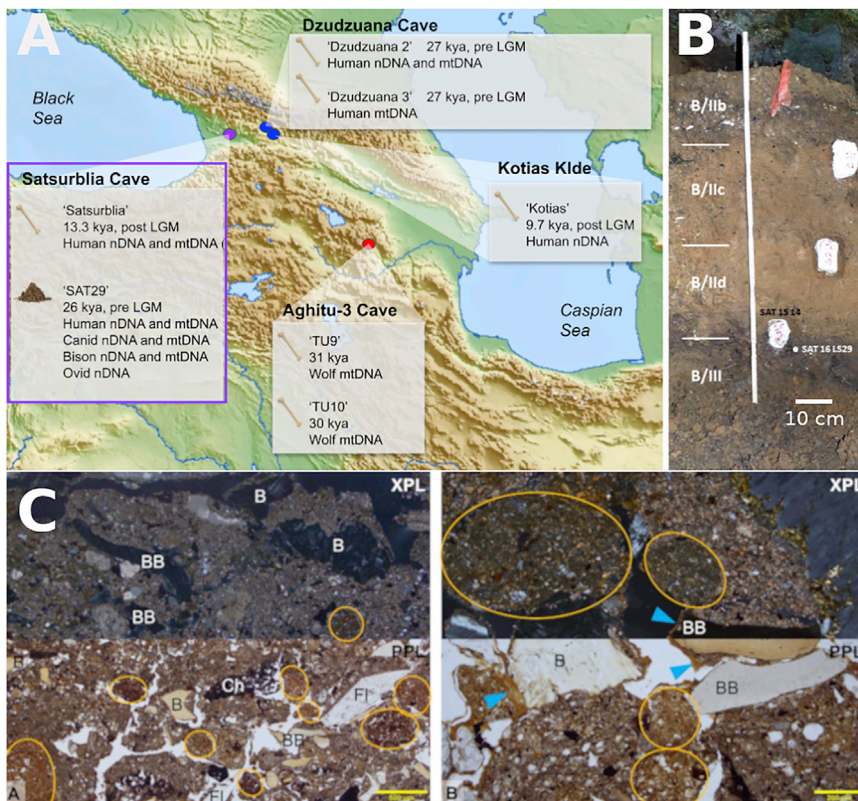 A
Dzudzuana Cave
'Dzudzuana 2' 27 kya, pre LGM
Human nDNA and mtDNA
'Dzudzuana 3' 27 kya, pre LGM
Human mtDNA
Black
Sea
Satsurblia Cave
'Satsurblia'
13.3 kya, post LGM
Human nDNA and mtDNA (
'SAT29'
26 kya, pre LGM
Human nDNA and mtDNA
Canid nDNA and mtDNA
Bison nDNA and mtDNA
Ovid nDNA
Kotias Klde
'Kotias'
9.7 kya, post LGM
Human nDNA
Aghitu-3 Cave
'TU9'
31 kya
Wolf mtDNA
'TU10'
30 kya
Wolf mtDNA
Caspian
Sea
B
B/IIb
B/IIc
B/IId
B/III
SAT 15 14
SAT 16 LS29
10 cm
C
XPL
B
B
BB
BB
PPL
B
Ch
Fl
B
BB
Fl
A
500 µm
XPL
BB
PPL
B
BB
B
200 µm